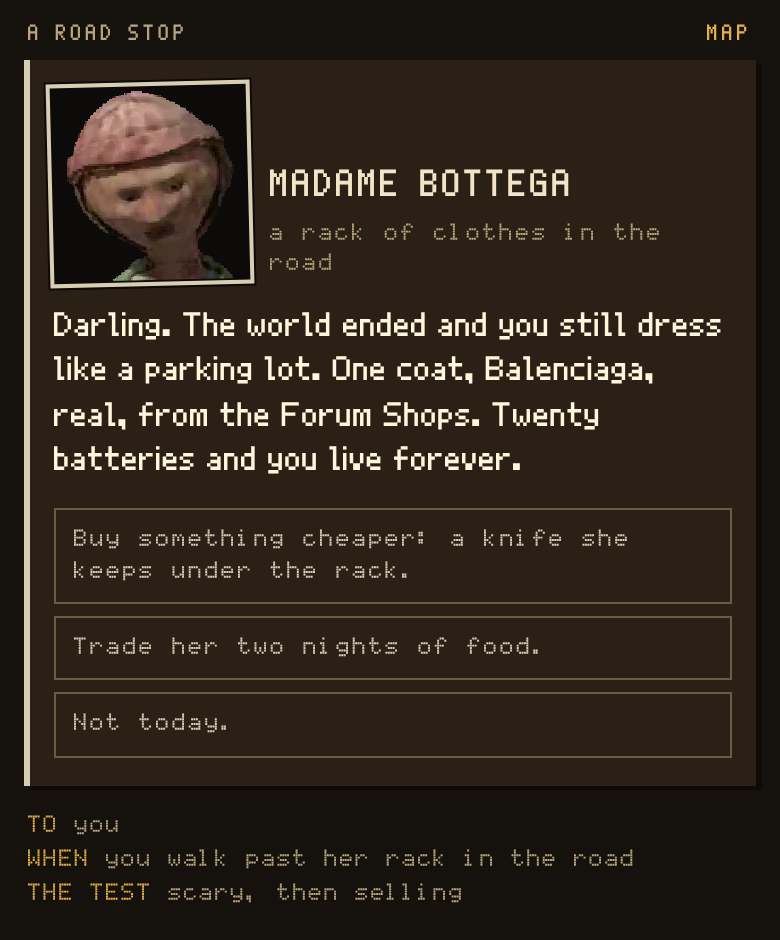 A ROAD STOP
MAP
MADAME BOTTEGA
a rack of clothes in the
road
Darling. The world ended and you still dress
like a parking lot. One coat, Balenciaga,
real, from the Forum Shops. Twenty
batteries and you live forever.
Buy something cheaper: a knife she
keeps under the rack.
Trade her two nights of food.
Not today.
TO you
WHEN you walk past her rack in the road
THE TEST scary, then selling